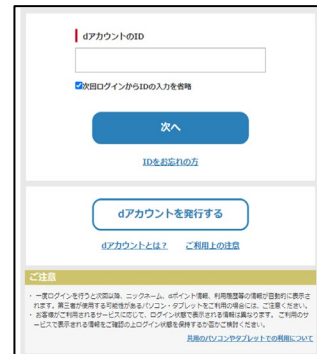 dアカウントのID
次回ログインからIDの入力を省略
次へ
IDをお忘れの方
dアカウントを発行する
dアカウントとは？ ご利用上の注意
ご注意
・ 一度ログインを行うと次回以降、ニックネーム、dポイント情報、利用履歴等の情報が自動的に表示さ
れます。第三者が使用する可能性があるパソコン・タブレットをご利用の場合には、ご注意ください。
・ お客様がご利用されるサービスに応じて、ログイン状態で表示される情報は異なります。 ご利用のサ
ービスで表示される情報をご確認の上ログイン状態を保持するか否かご検討ください。
共用のパソコンやタブレットでの利用について